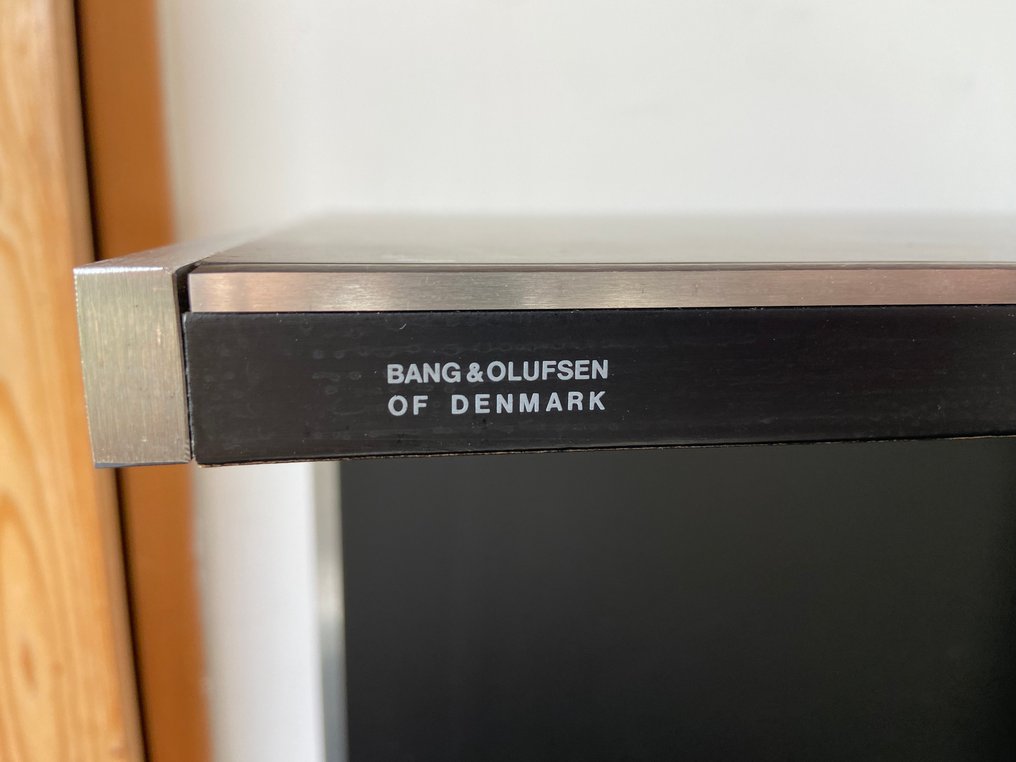 BANG & OLUFSEN
OF DENMARK